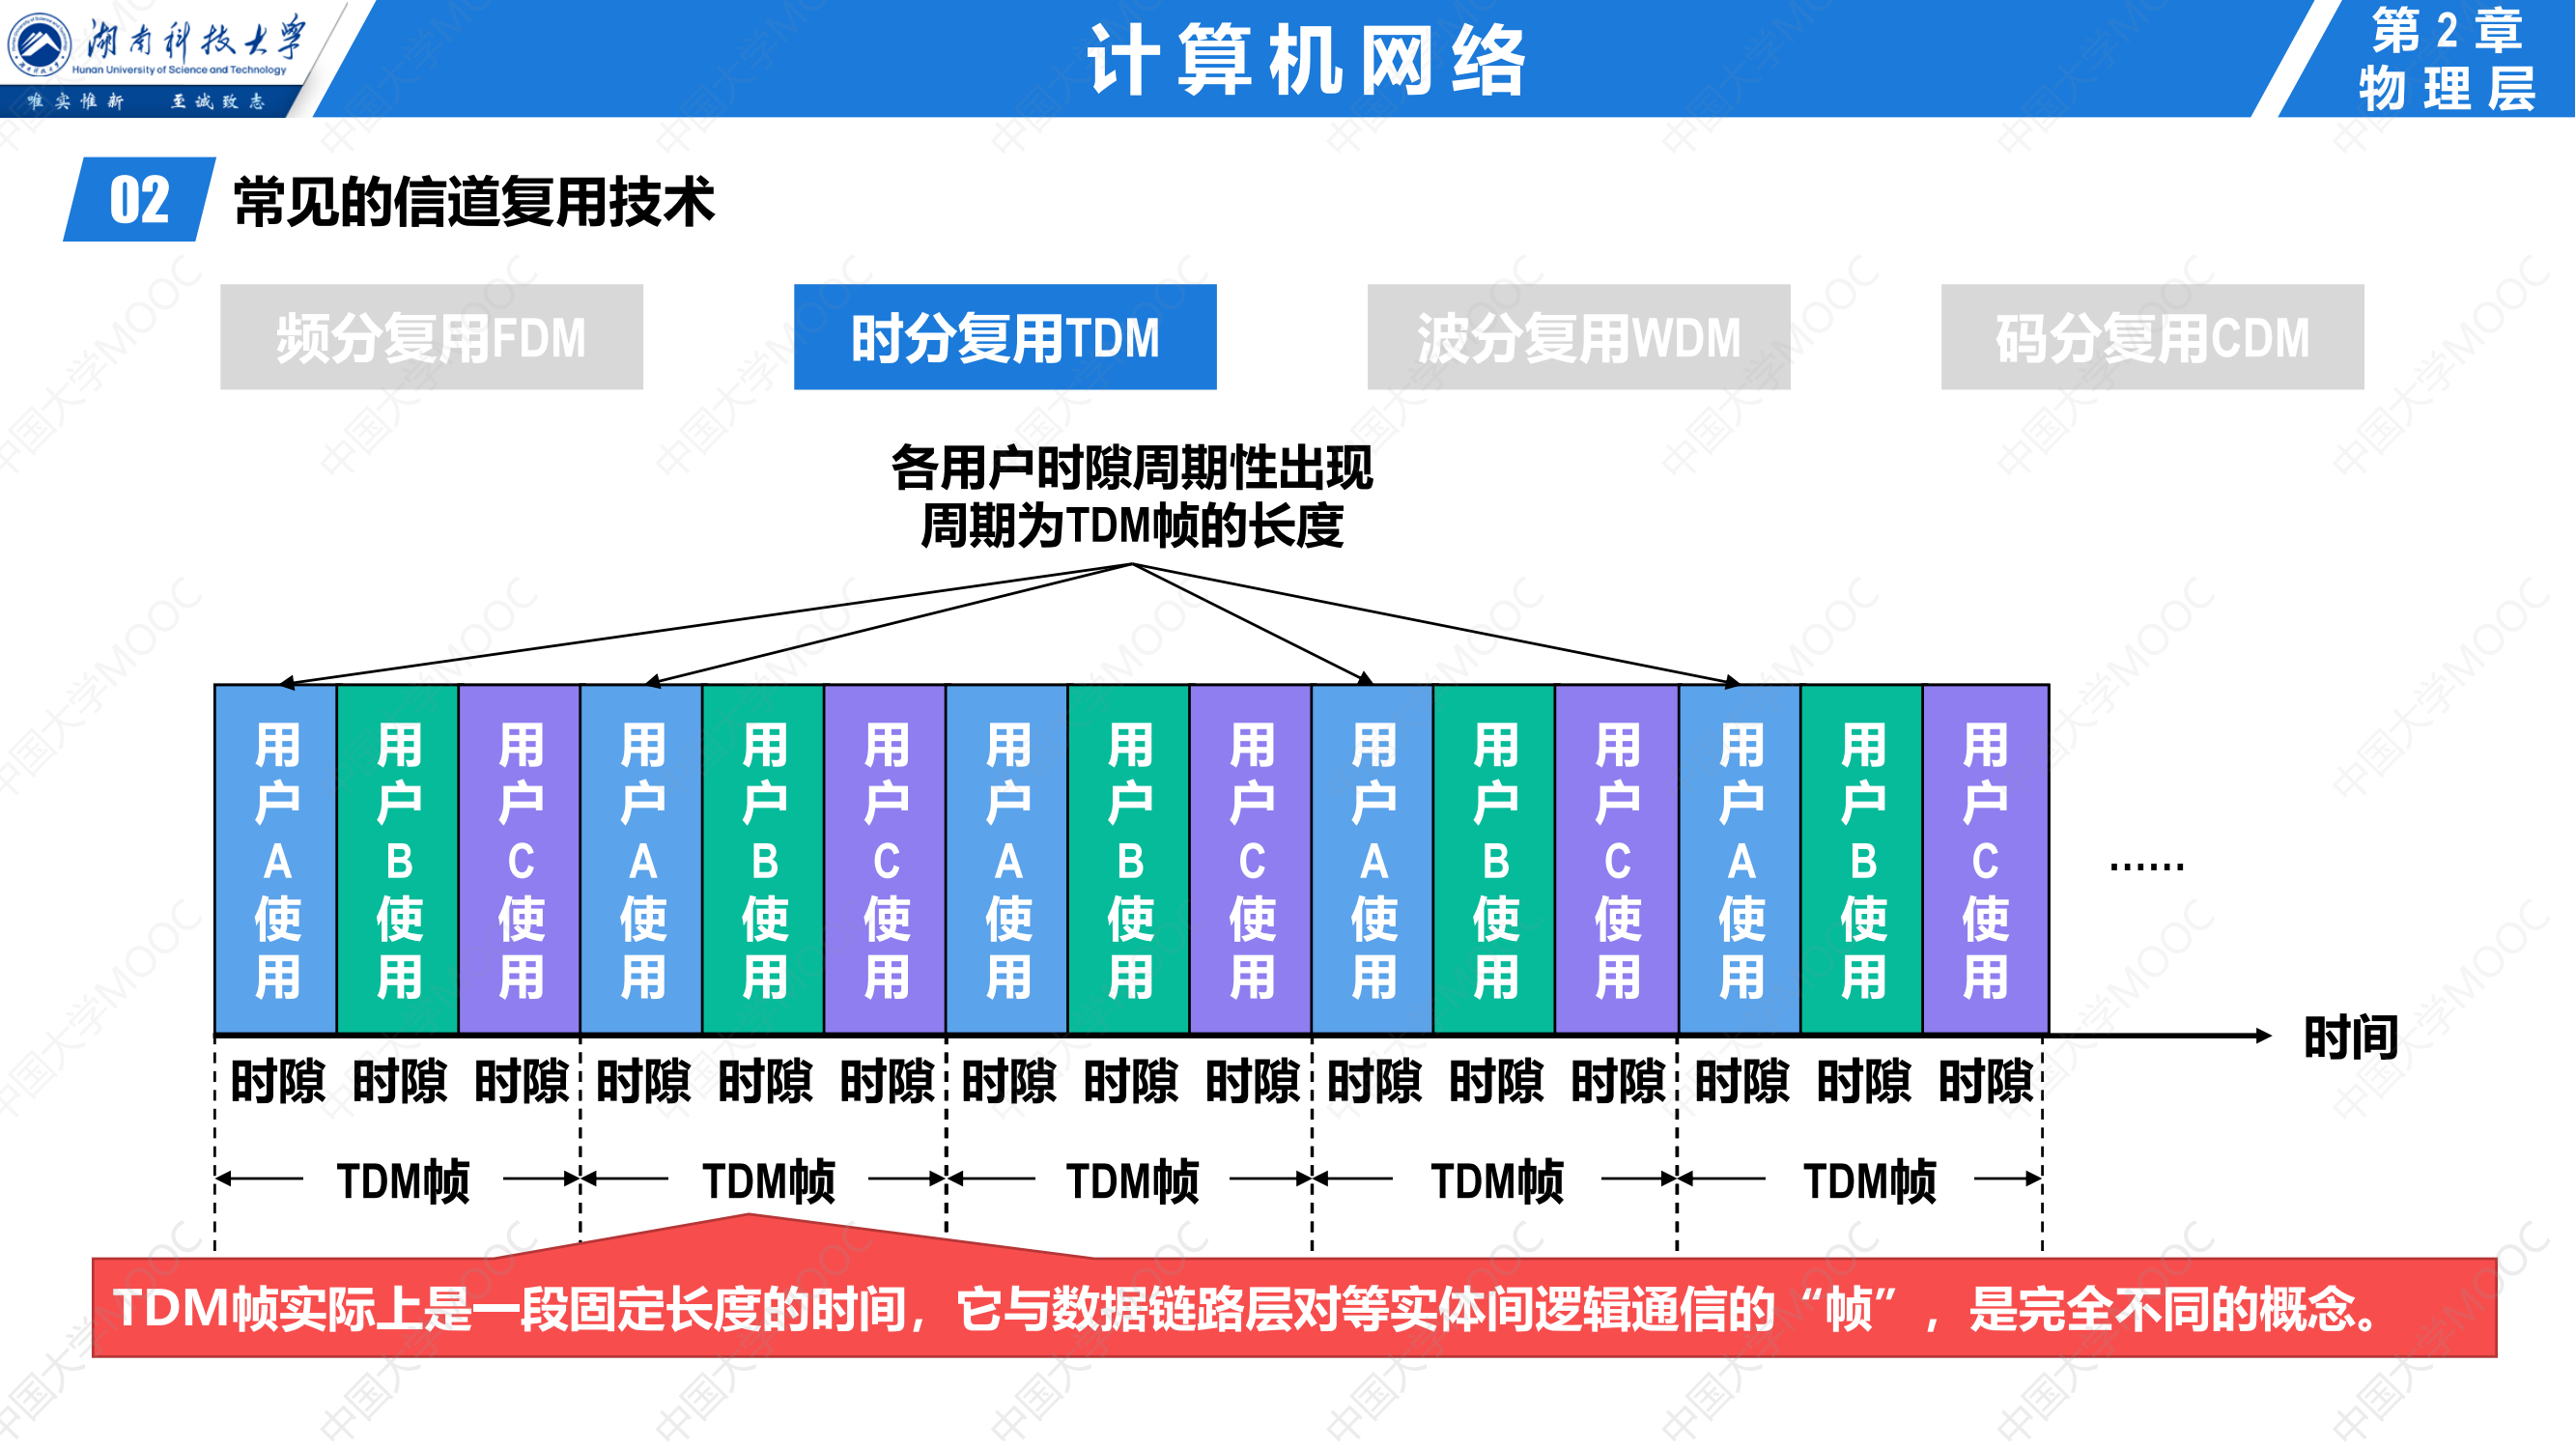 湖南科技大学
Hunan University of Science and Technology
唯实惟新 至诚致志
计算机网络
第2章
物理层
02 常见的信道复用技术
频分复用FDM 时分复用TDM 波分复用WDM 码分复用CDM
各用户时隙周期性出现
周期为TDM帧的长度
用户A使用 用户B使用 用户C使用 用户A使用 用户B使用 用户C使用 用户A使用 用户B使用 用户C使用 用户A使用 用户B使用 用户C使用 用户A使用 用户B使用 用户C使用 ……
时间
时隙 时隙 时隙 时隙 时隙 时隙 时隙 时隙 时隙 时隙 时隙 时隙 时隙 时隙 时隙
TDM帧 TDM帧 TDM帧 TDM帧 TDM帧
TDM帧实际上是一段固定长度的时间，它与数据链路层对等实体间逻辑通信的“帧”，是完全不同的概念。
中国大学MOOC